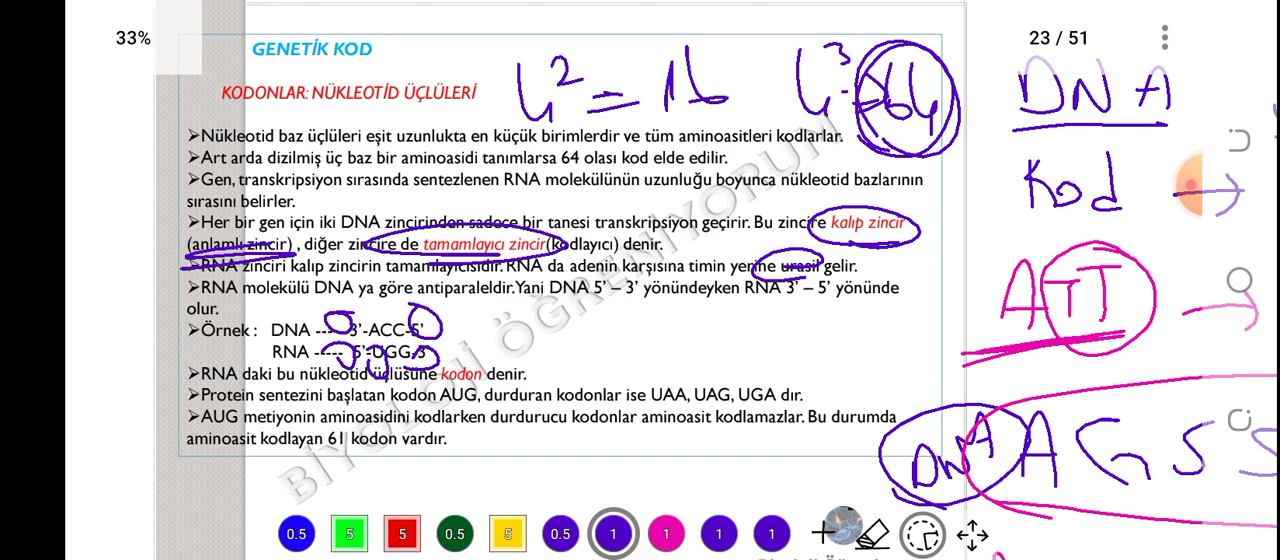 33%
23 / 51
GENETİK KOD
4² = 16
4³ = 64
DNA
KODONLAR: NÜKLEOTİD ÜÇLÜLERİ
➢Nükleotid baz üçlüleri eşit uzunlukta en küçük birimlerdir ve tüm aminoasitleri kodlarlar.
➢Art arda dizilmiş üç baz bir aminoasidi tanımlarsa 64 olası kod elde edilir.
Kod
➢Gen, transkripsiyon sırasında sentezlenen RNA molekülünün uzunluğu boyunca nükleotid bazlarının
sırasını belirler.
➢Her bir gen için iki DNA zincirinden sadece bir tanesi transkripsiyon geçirir. Bu zincire kalıp zincir
(anlamlı zincir) , diğer zincire de tamamlayıcı zincir(kodlayıcı) denir.
➢RNA zinciri kalıp zincirin tamamlayıcısıdır. RNA da adenin karşısına timin yerine urasil gelir.
➢RNA molekülü DNA ya göre antiparaleldir. Yani DNA 5’ – 3’ yönündeyken RNA 3’ – 5’ yönünde
olur.
ATT
➢Örnek : DNA ---- 3’-ACC-5’
RNA ----- 5’-UGG-3’
➢RNA daki bu nükleotid üçlüsüne kodon denir.
➢Protein sentezini başlatan kodon AUG, durduran kodonlar ise UAA, UAG, UGA dır.
➢AUG metiyonin aminoasidini kodlarken durdurucu kodonlar aminoasit kodlamazlar. Bu durumda
aminoasit kodlayan 61 kodon vardır.
DNA AGSS
BİYOLOJİ ÖĞRENİYORUM
0.5 5 5 0.5 5 0.5 1 1 1 1